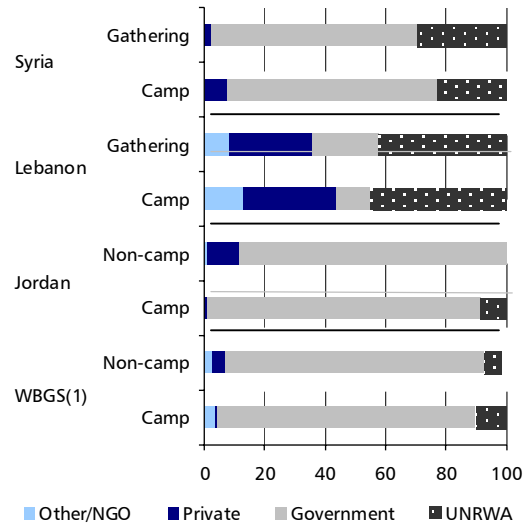 Gathering
Syria
Camp
Gathering
Lebanon
Camp
Non-camp
Jordan
Camp
Non-camp
WBGS(1)
Camp
0 20 40 60 80 100
Other/NGO Private Government UNRWA